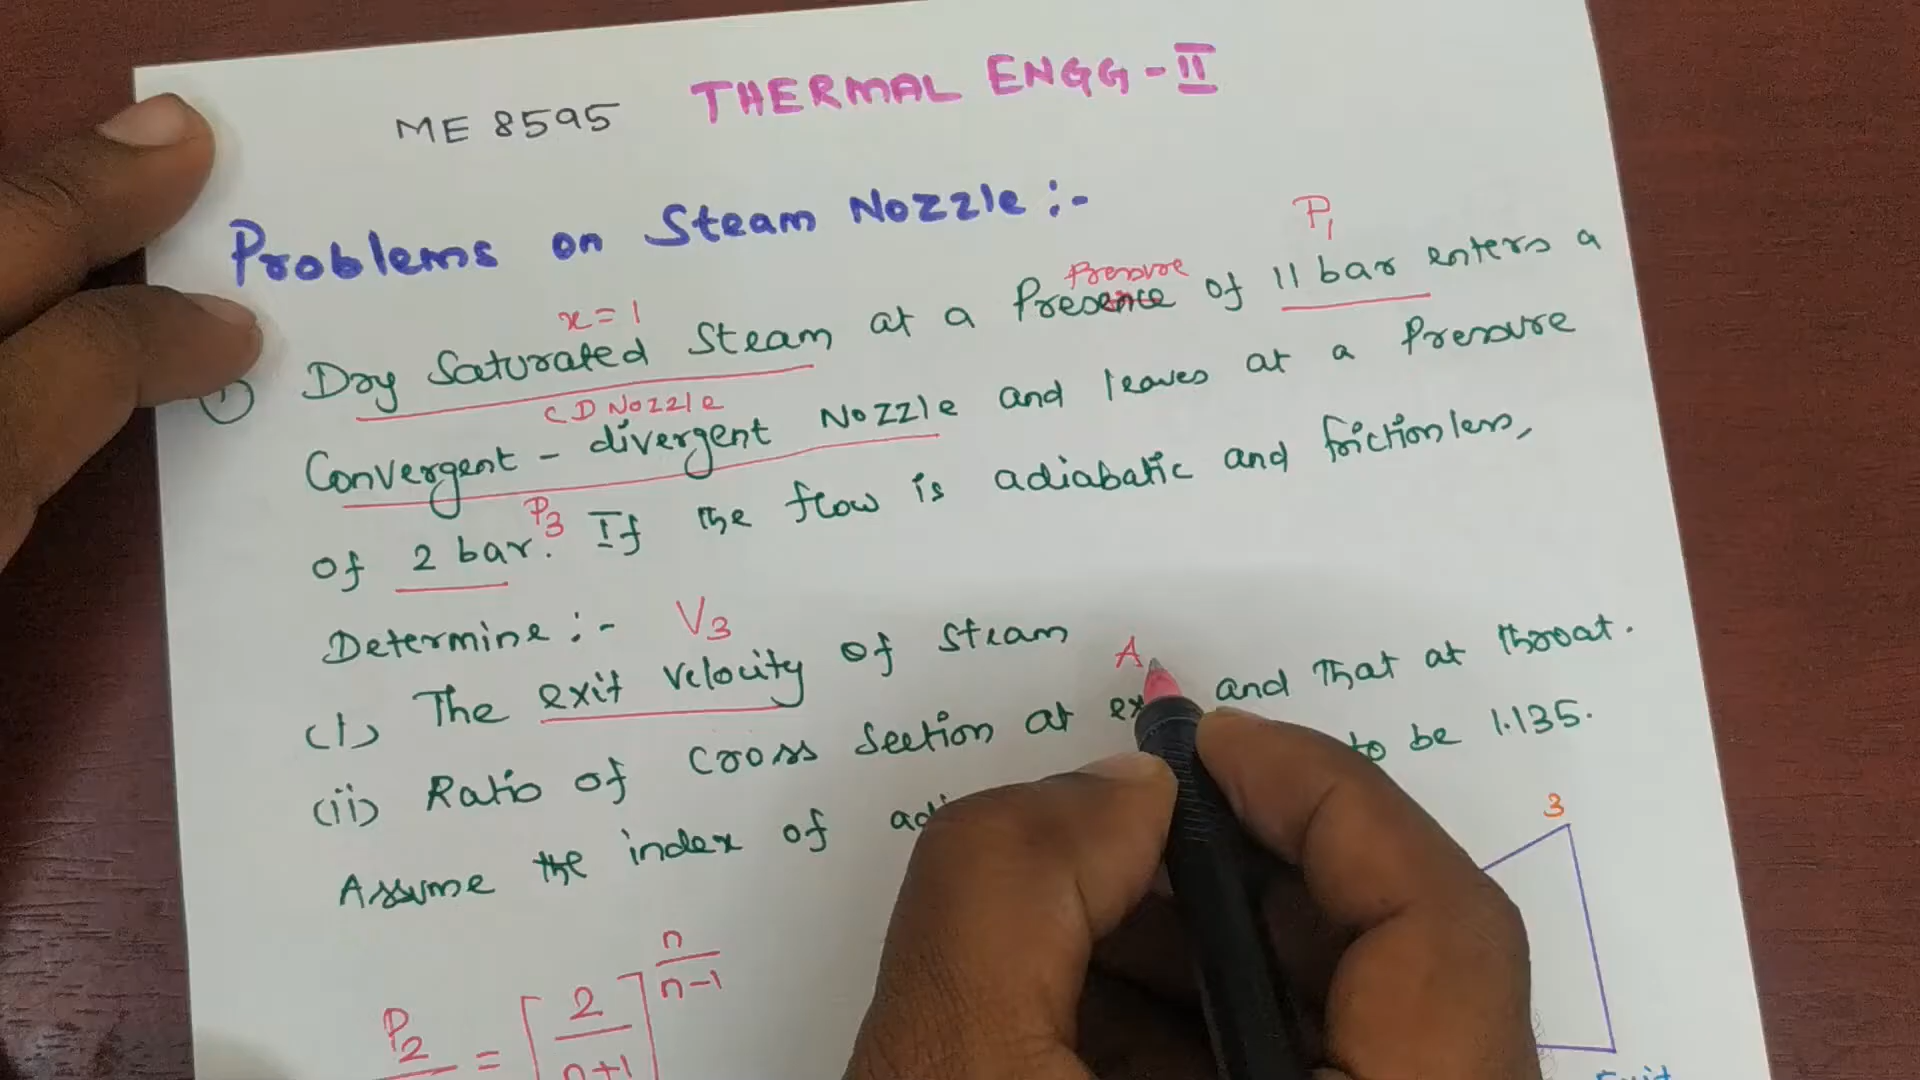 ME 8595 THERMAL ENGG - II
Problems on Steam Nozzle :-
P1
x = 1
Pressure
Dry Saturated Steam at a Presence of 11 bar enters a
CD Nozzle
Convergent - divergent Nozzle and leaves at a Pressure
P3
of 2 bar. If the flow is adiabatic and frictionless,
Determine :- V3
(i) The exit velocity of steam
A
(ii) Ratio of cross section at and that at throat.
Assume the index of to be 1.135.
3
P2 = [2 / n+1] n / n-1